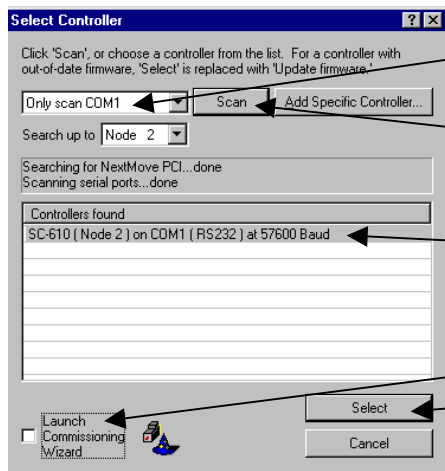 Select Controller
Click 'Scan', or choose a controller from the list. For a controller with
out-of-date firmware, 'Select' is replaced with 'Update firmware.'
Only scan COM1 Scan Add Specific Controller...
Search up to Node 2
Searching for NextMove PCI...done
Scanning serial ports...done
Controllers found
SC-610 ( Node 2 ) on COM1 ( RS232 ) at 57600 Baud
Select
Launch
Commissioning
Wizard
Cancel